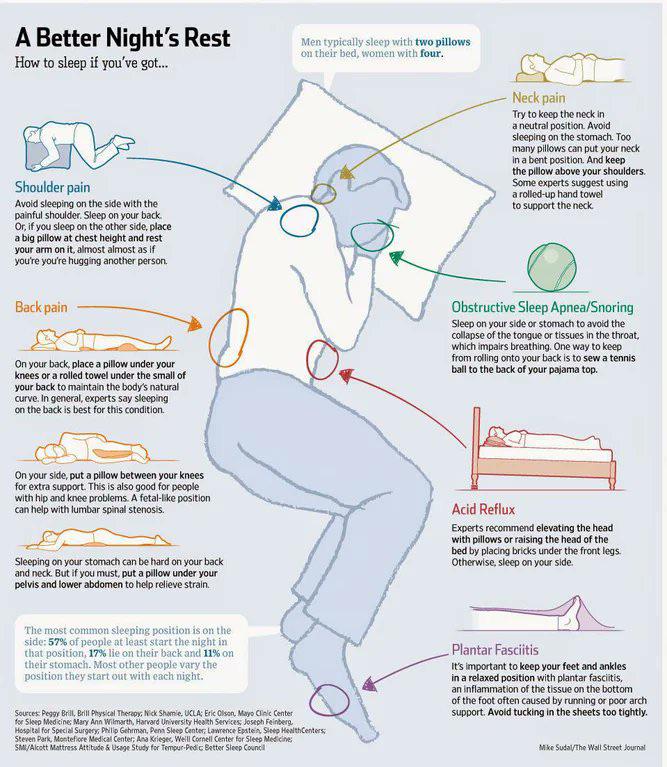 A Better Night's Rest
How to sleep if you've got...
Men typically sleep with two pillows
on their bed, women with four.
Neck pain
Try to keep the neck in
a neutral position. Avoid
sleeping on the stomach. Too
many pillows can put your neck
in a bent position. And keep
the pillow above your shoulders.
Some experts suggest using
a rolled-up hand towel
to support the neck.
Shoulder pain
Avoid sleeping on the side with the
painful shoulder. Sleep on your back.
Or, if you sleep on the other side, place
a big pillow at chest height and rest
your arm on it, almost almost as if
you're you're hugging another person.
Obstructive Sleep Apnea/Snoring
Sleep on your side or stomach to avoid the
collapse of the tongue or tissues in the throat,
which impairs breathing. One way to keep
from rolling onto your back is to sew a tennis
ball to the back of your pajama top.
Back pain
On your back, place a pillow under your
knees or a rolled towel under the small of
your back to maintain the body's natural
curve. In general, experts say sleeping
on the back is best for this condition.
On your side, put a pillow between your knees
for extra support. This is also good for people
with hip and knee problems. A fetal-like position
can help with lumbar spinal stenosis.
Sleeping on your stomach can be hard on your back
and neck. But if you must, put a pillow under your
pelvis and lower abdomen to help relieve strain.
Acid Reflux
Experts recommend elevating the head
with pillows or raising the head of the
bed by placing bricks under the front legs.
Otherwise, sleep on your side.
The most common sleeping position is on the
side: 57% of people at least start the night in
that position, 17% lie on their back and 11% on
their stomach. Most other people vary the
position they start out with each night.
Plantar Fasciitis
It's important to keep your feet and ankles
in a relaxed position with plantar fasciitis,
an inflammation of the tissue on the bottom
of the foot often caused by running or poor arch
support. Avoid tucking in the sheets too tightly.
Sources: Peggy Brill, Brill Physical Therapy; Nick Shamie, UCLA; Eric Olson, Mayo Clinic Center
for Sleep Medicine; Mary Ann Wilmarth, Harvard University Health Services; Joseph Feinberg,
Hospital for Special Surgery; Philip Gehrman, Penn Sleep Center; Lawrence Epstein, Sleep HealthCenters;
Steven Park, Montefiore Medical Center; Ana Krieger, Weill Cornell Center for Sleep Medicine;
SMI/Alcott Mattress Attitude & Usage Study for Tempur-Pedic; Better Sleep Council
Mike Sudal/The Wall Street Journal